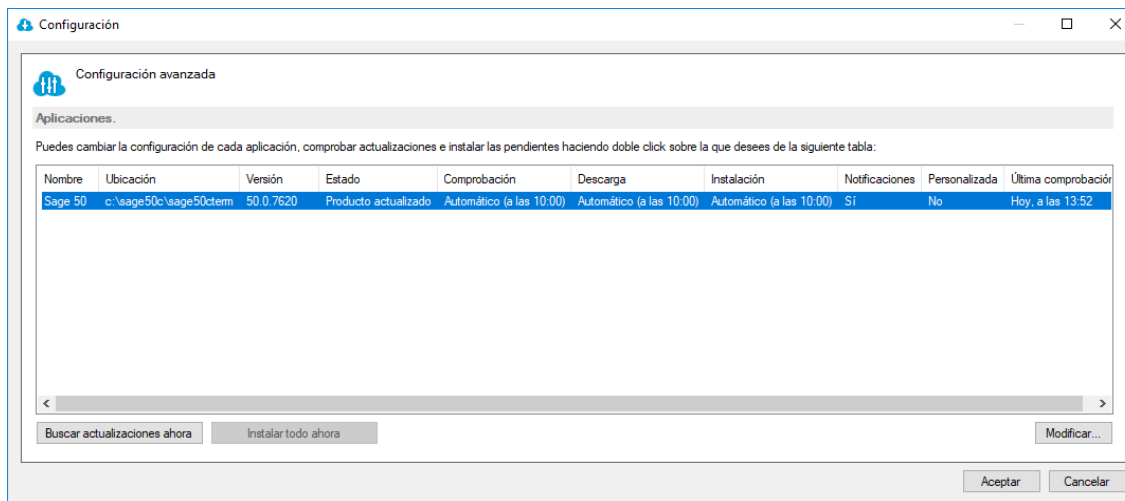 Configuración
Configuración avanzada
Aplicaciones.
Puedes cambiar la configuración de cada aplicación, comprobar actualizaciones e instalar las pendientes haciendo doble click sobre la que desees de la siguiente tabla:
Nombre Ubicación Versión Estado Comprobación Descarga Instalación Notificaciones Personalizada Última comprobación
Sage 50 c:\sage50c\sage50cterm 50.0.7620 Producto actualizado Automático (a las 10:00) Automático (a las 10:00) Automático (a las 10:00) Sí No Hoy, a las 13:52
Buscar actualizaciones ahora Instalar todo ahora Modificar...
Aceptar Cancelar